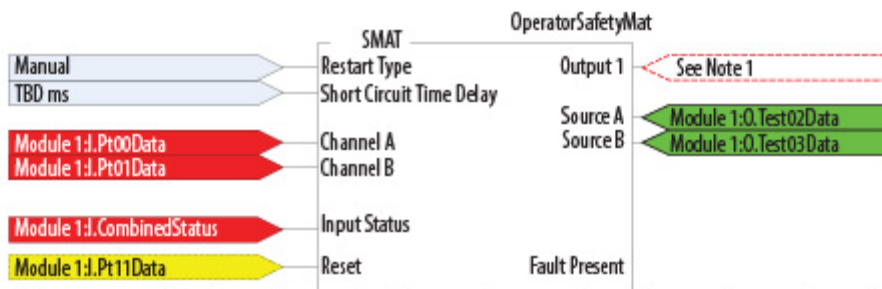 OperatorSafetyMat
SMAT
Manual
Restart Type
Output 1
See Note 1
TBD ms
Short Circuit Time Delay
Source A
Module 1:O.Test02Data
Module 1:I.Pt00Data
Channel A
Source B
Module 1:O.Test03Data
Module 1:I.Pt01Data
Channel B
Module 1:I.CombinedStatus
Input Status
Module 1:I.Pt11Data
Reset
Fault Present